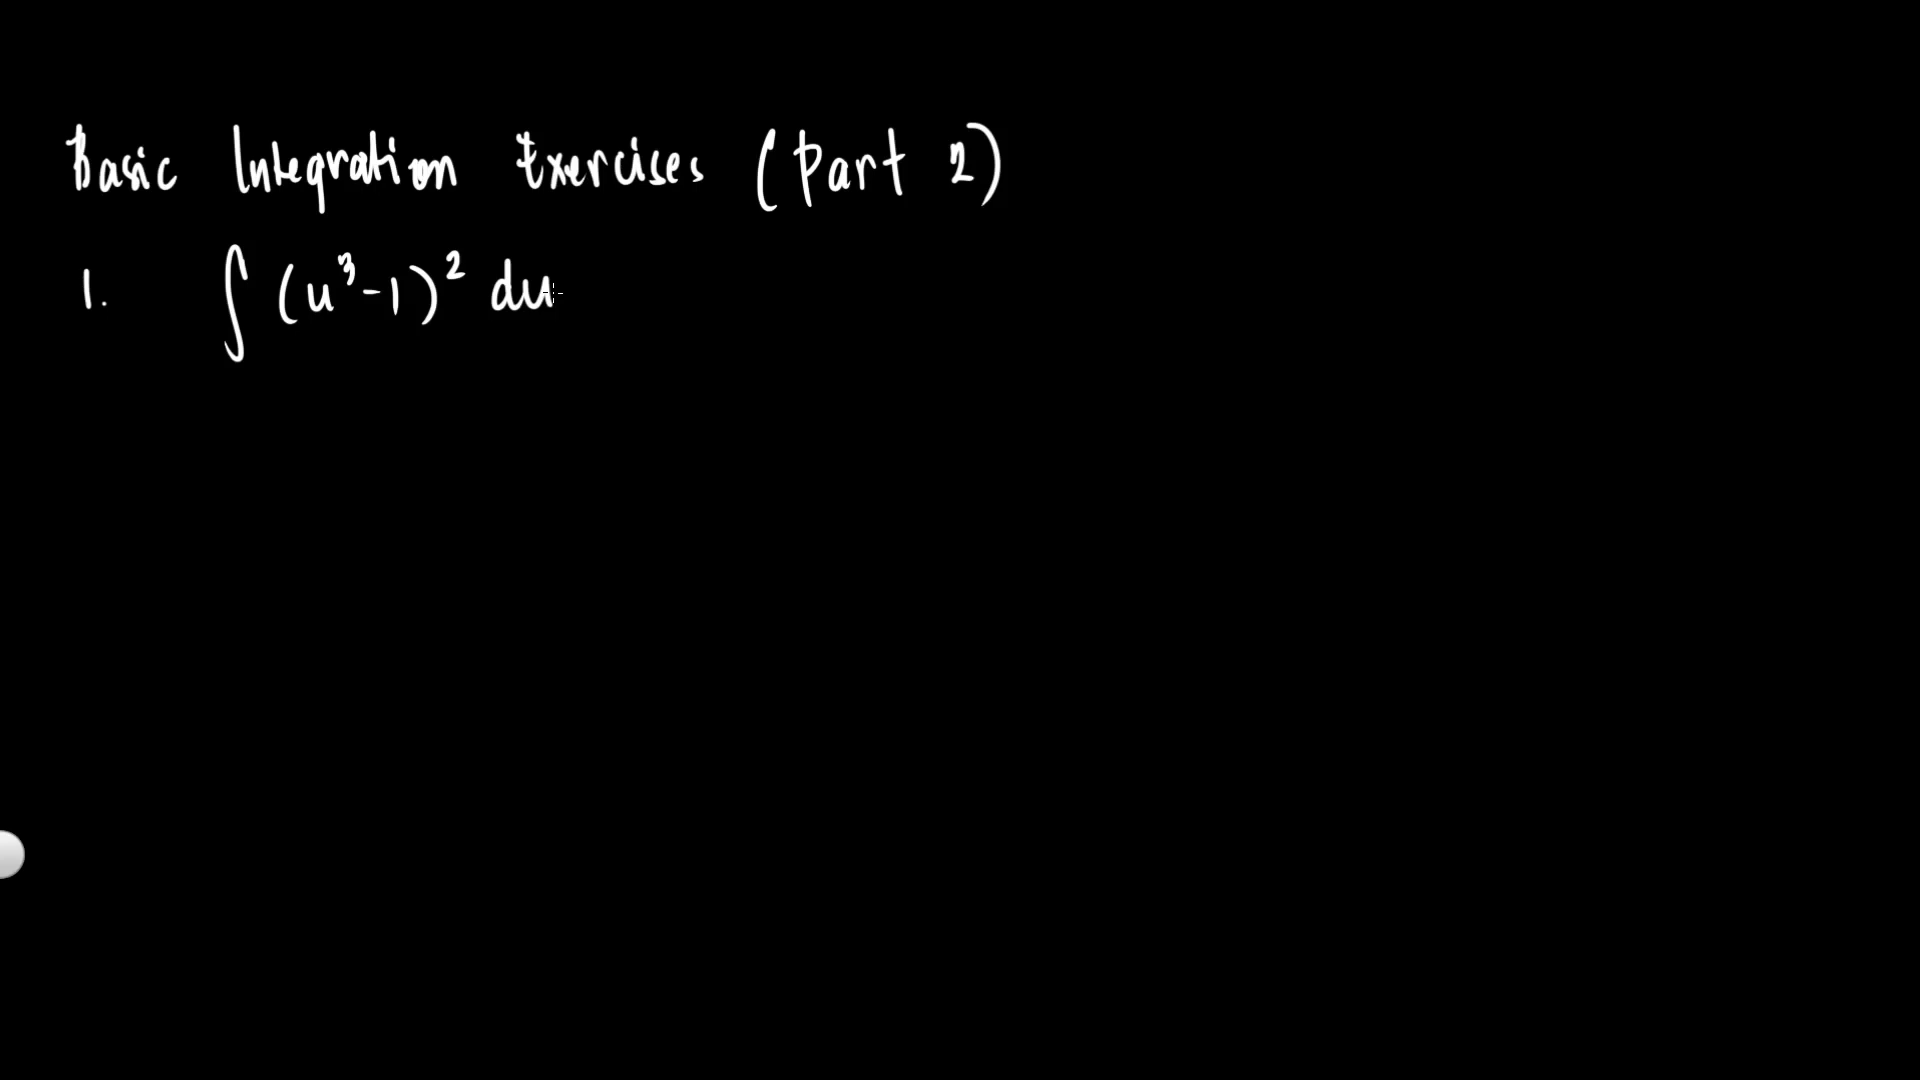 Basic Integration Exercises (Part 2)
1. ∫ (u³-1)² du